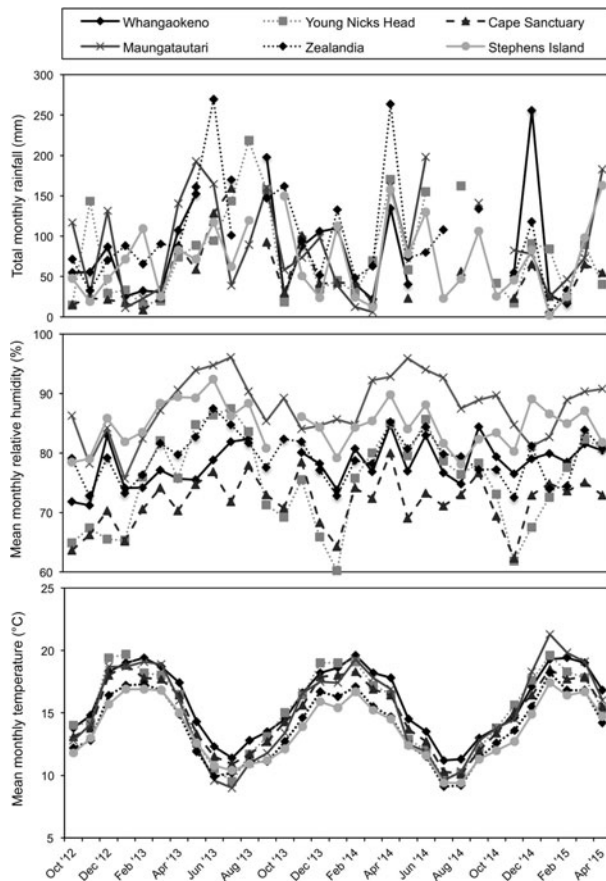 Whangaokeno Young Nicks Head Cape Sanctuary
Maungatautari Zealandia Stephens Island
Total monthly rainfall (mm)
300
250
200
150
100
50
0
Mean monthly relative humidity (%)
100
90
80
70
60
Mean monthly temperature (°C)
25
20
15
10
5
Oct '12 Dec '12 Feb '13 Apr '13 Jun '13 Aug '13 Oct '13 Dec '13 Feb '14 Apr '14 Jun '14 Aug '14 Oct '14 Dec '14 Feb '15 Apr '15